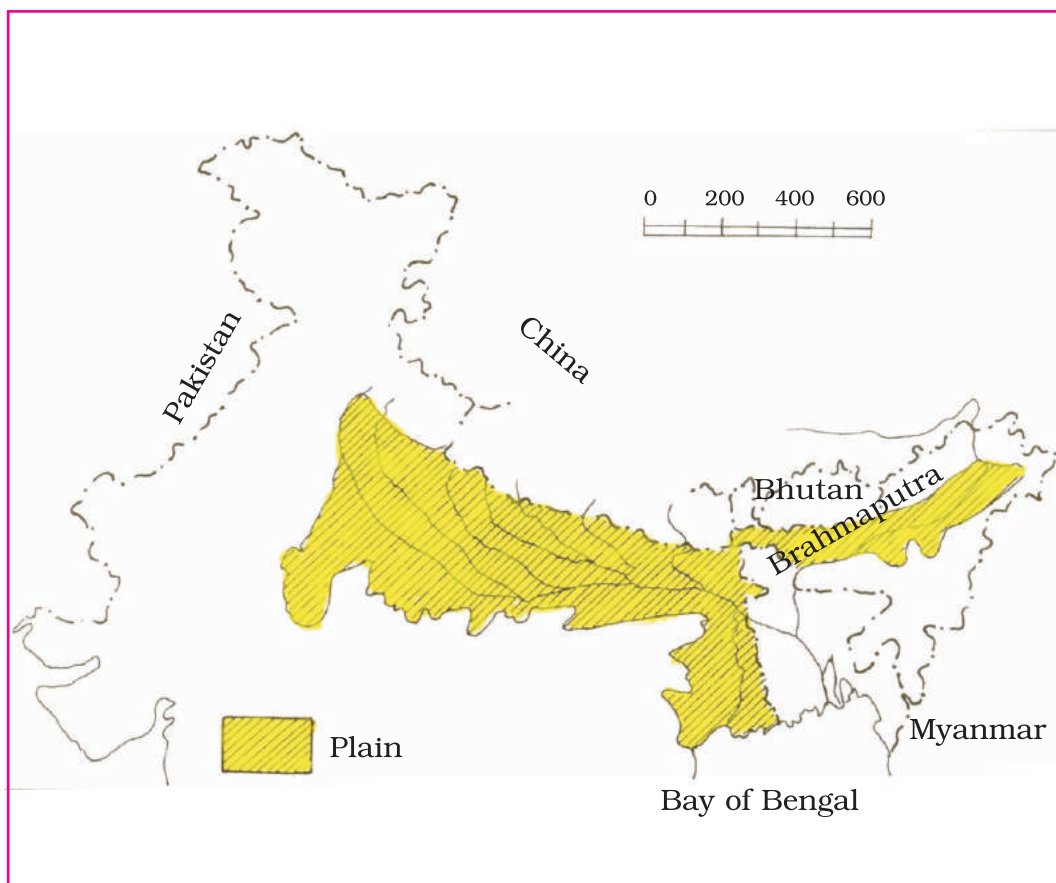 0 200 400 600
China
Pakistan
Bhutan
Brahmaputra
Myanmar
Plain
Bay of Bengal